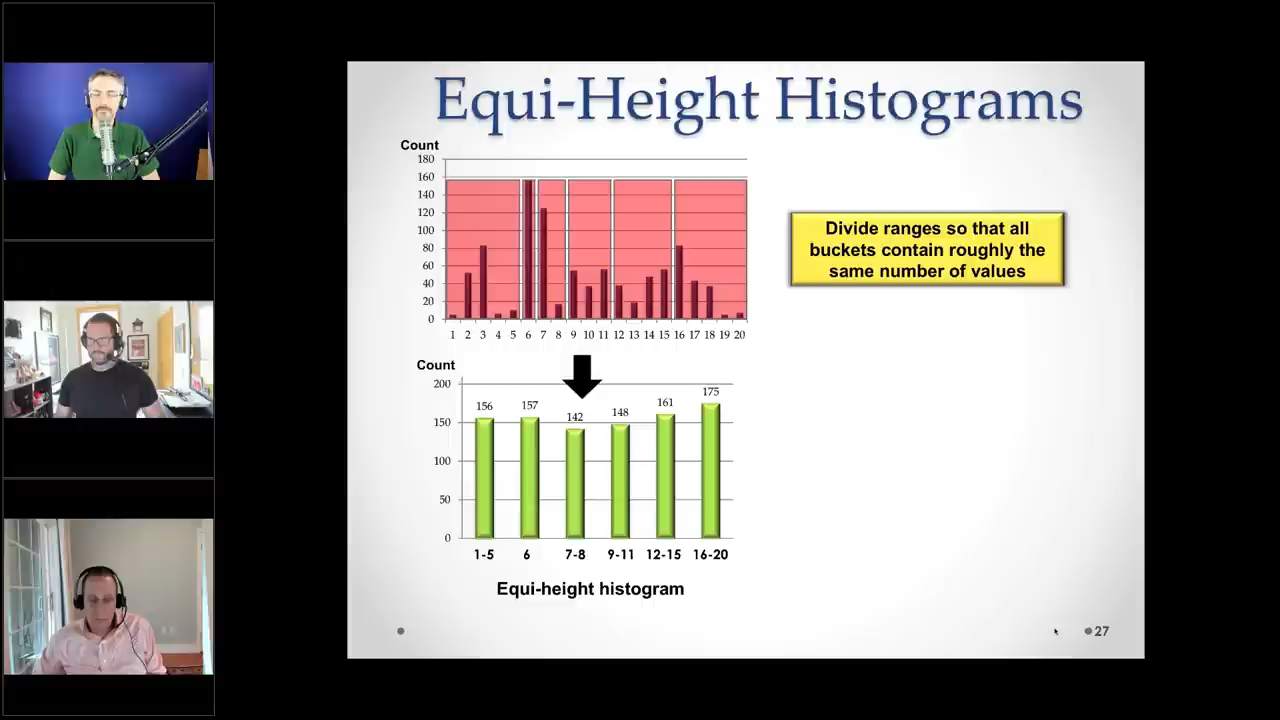 Equi-Height Histograms
Count
180
160
140
120
100
80
60
40
20
0
1 2 3 4 5 6 7 8 9 10 11 12 13 14 15 16 17 18 19 20
Divide ranges so that all
buckets contain roughly the
same number of values
Count
200
150
100
50
0
156 157 142 148 161 175
1-5 6 7-8 9-11 12-15 16-20
Equi-height histogram
27